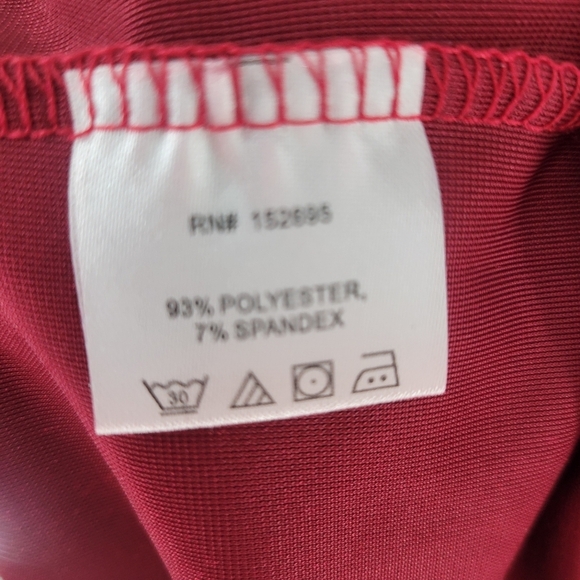 RN# 152695
93% POLYESTER,
7% SPANDEX
30